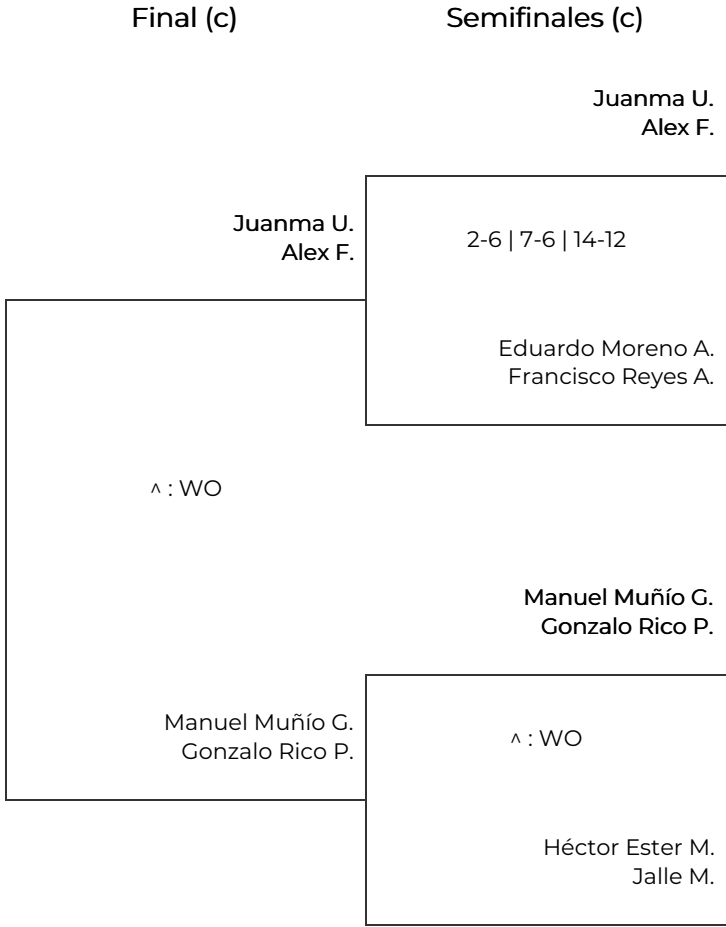 Final (c)
Semifinales (c)
Juanma U.
Alex F.
Juanma U.
Alex F.
2-6 | 7-6 | 14-12
Eduardo Moreno A.
Francisco Reyes A.
^ : WO
Manuel Muñío G.
Gonzalo Rico P.
Manuel Muñío G.
Gonzalo Rico P.
^ : WO
Héctor Ester M.
Jalle M.